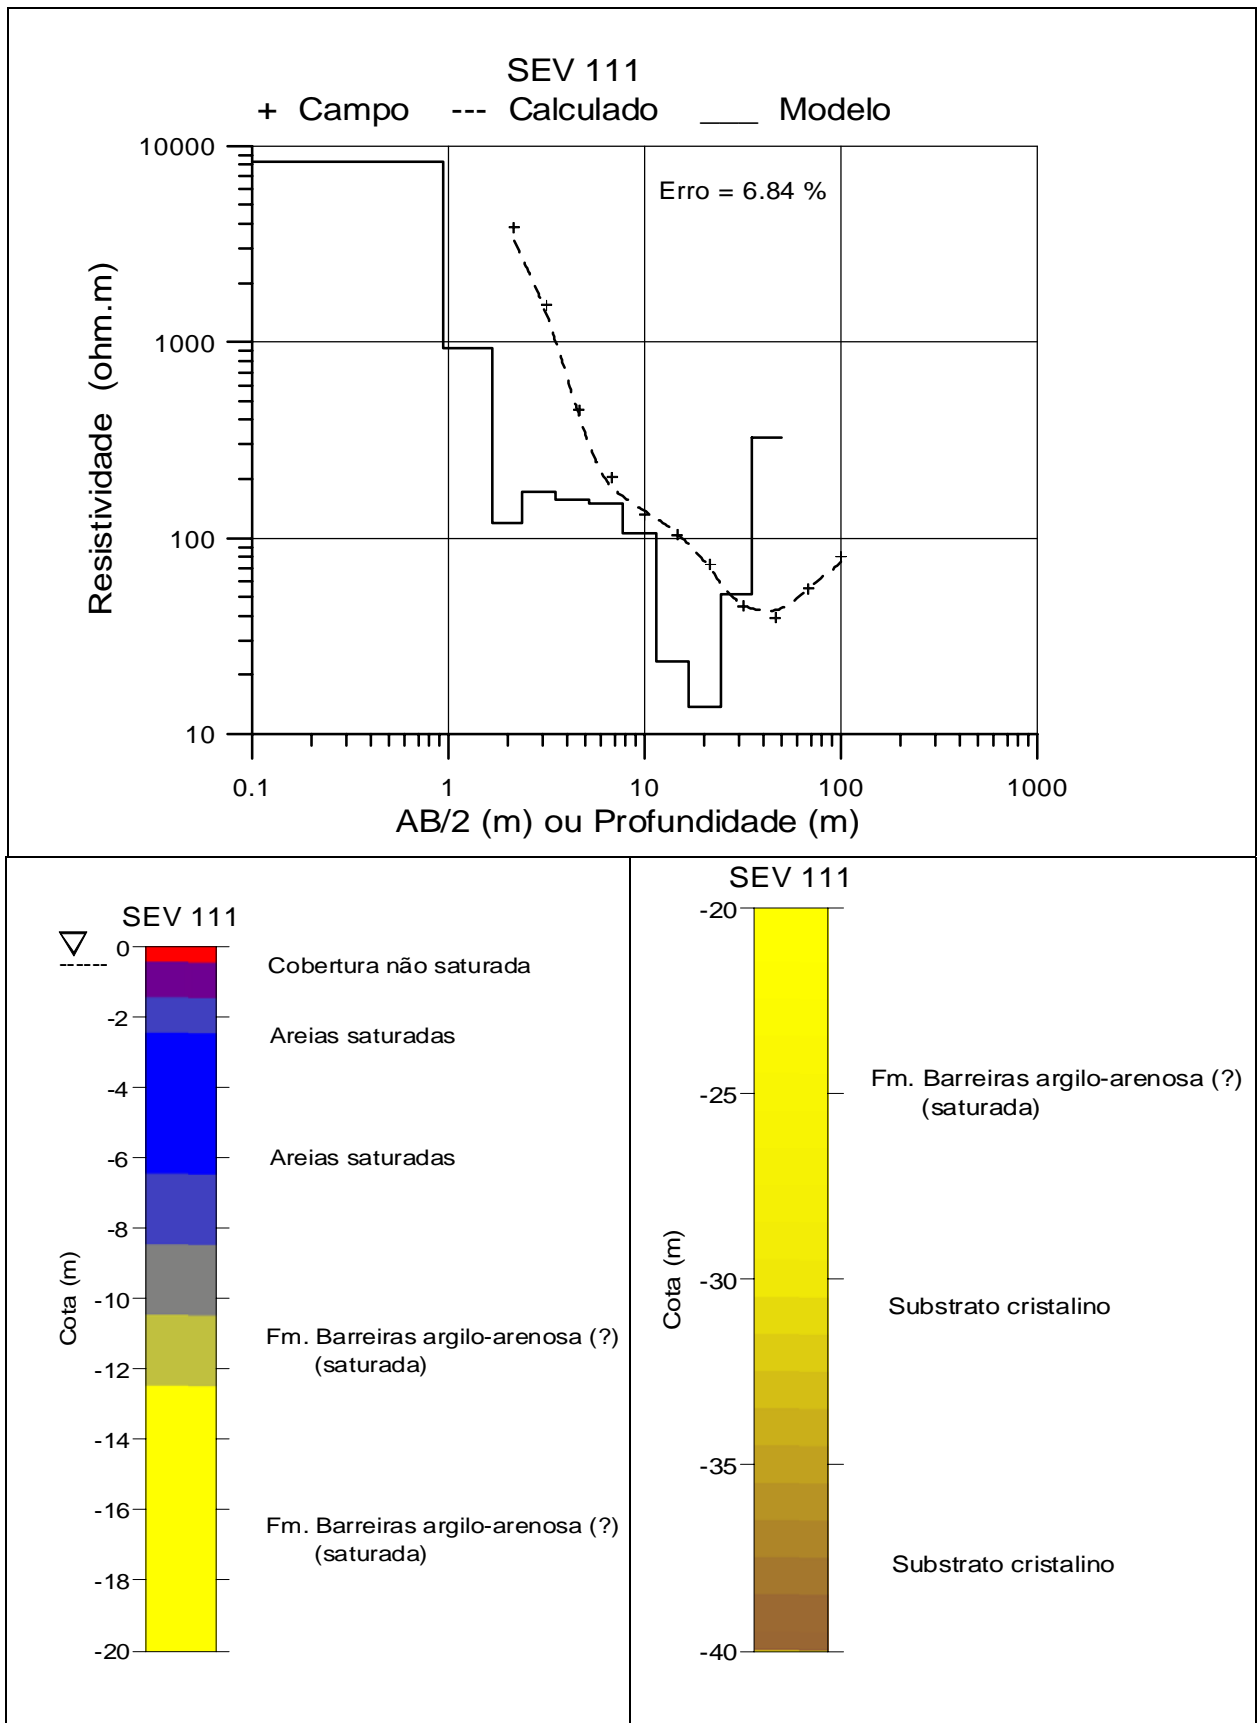 SEV 111
+ Campo --- Calculado ___ Modelo
10000
Erro = 6.84 %
1000
Resistividade (ohm.m)
100
10
0.1 1 10 100 1000
AB/2 (m) ou Profundidade (m)
SEV 111
0
Cobertura não saturada
-2
Areias saturadas
-4
-6
Areias saturadas
-8
Cota (m)
-10
Fm. Barreiras argilo-arenosa (?)
(saturada)
-12
-14
-16
Fm. Barreiras argilo-arenosa (?)
(saturada)
-18
-20
SEV 111
-20
Fm. Barreiras argilo-arenosa (?)
(saturada)
-25
Cota (m)
-30
Substrato cristalino
-35
Substrato cristalino
-40